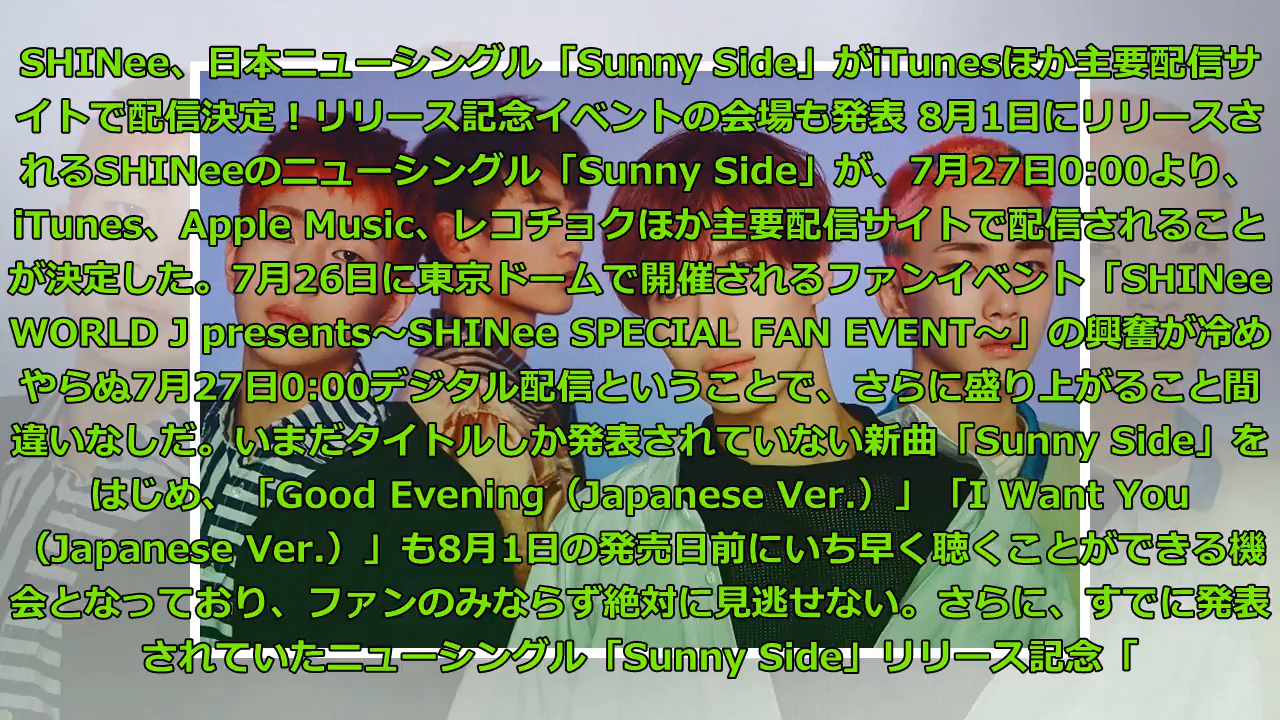 SHINee、日本ニューシングル「Sunny Side」がiTunesほか主要配信サ
イトで配信決定！リリース記念イベントの会場も発表 8月1日にリリースさ
れるSHINeeのニューシングル「Sunny Side」が、7月27日0:00より、
iTunes、Apple Music、レコチョクほか主要配信サイトで配信されること
が決定した。7月26日に東京ドームで開催されるファンイベント「SHINee
WORLD J presents～SHINee SPECIAL FAN EVENT～」の興奮が冷め
やらぬ7月27日0:00デジタル配信ということで、さらに盛り上がること間
違いなしだ。いまだタイトルしか発表されていない新曲「Sunny Side」を
はじめ、「Good Evening（Japanese Ver.）」「I Want You
（Japanese Ver.）」も8月1日の発売日前にいち早く聴くことができる機
会となっており、ファンのみならず絶対に見逃せない。さらに、すでに発表
されていたニューシングル「Sunny Side」リリース記念「